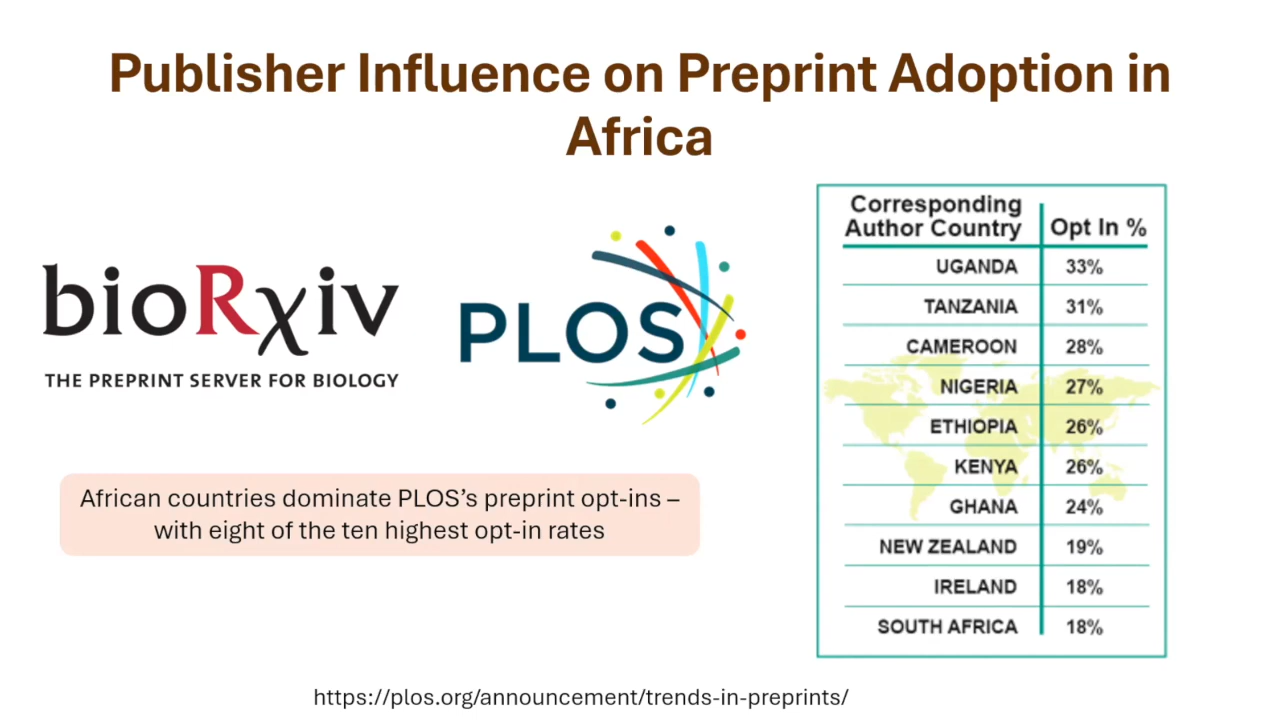 Publisher Influence on Preprint Adoption in
Africa
bioRχiv
THE PREPRINT SERVER FOR BIOLOGY
PLOS
African countries dominate PLOS’s preprint opt-ins –
with eight of the ten highest opt-in rates
Corresponding
Author Country Opt In %
UGANDA 33%
TANZANIA 31%
CAMEROON 28%
NIGERIA 27%
ETHIOPIA 26%
KENYA 26%
GHANA 24%
NEW ZEALAND 19%
IRELAND 18%
SOUTH AFRICA 18%
https://plos.org/announcement/trends-in-preprints/